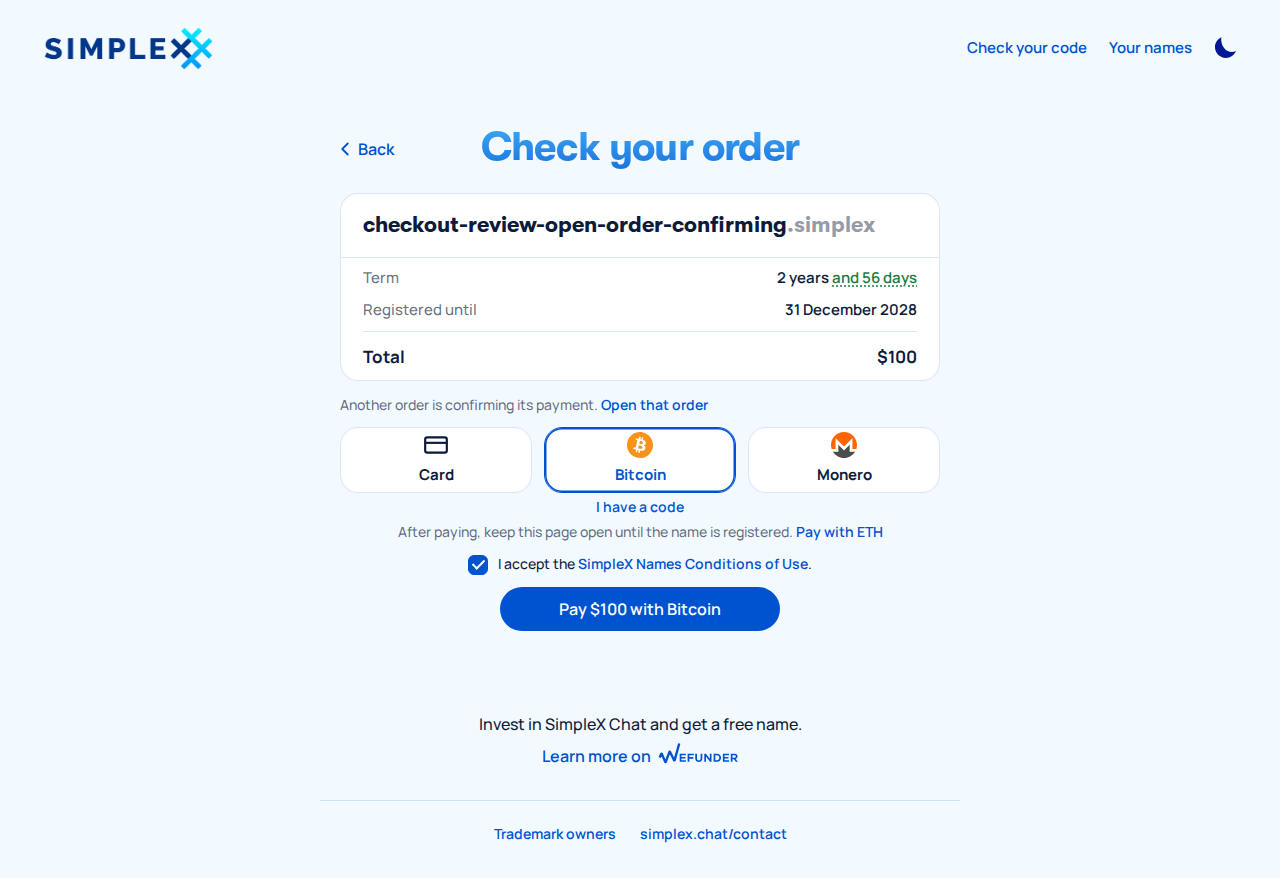 SIMPLEX
Check your code
Your names
Back
Check your order
checkout-review-open-order-confirming.simplex
Term
2 years and 56 days
Registered until
31 December 2028
Total
$100
Another order is confirming its payment. Open that order
Card
Bitcoin
Monero
I have a code
After paying, keep this page open until the name is registered. Pay with ETH
I accept the SimpleX Names Conditions of Use.
Pay $100 with Bitcoin
Invest in SimpleX Chat and get a free name.
Learn more on WEFUNDER
Trademark owners
simplex.chat/contact